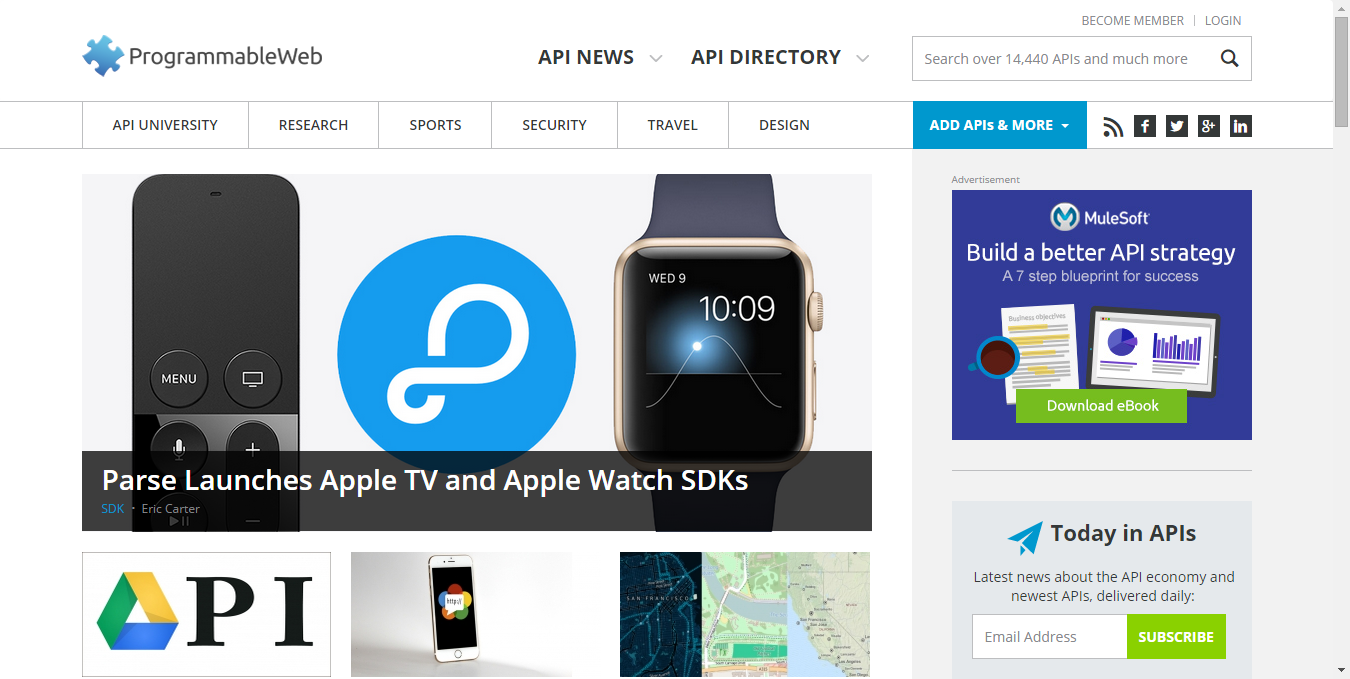 BECOME MEMBER | LOGIN
ProgrammableWeb
API NEWS
API DIRECTORY
Search over 14,440 APIs and much more
API UNIVERSITY
RESEARCH
SPORTS
SECURITY
TRAVEL
DESIGN
ADD APIs & MORE
f
g+
in
Advertisement
MuleSoft
Build a better API strategy
A 7 step blueprint for success
Business objectives
Download eBook
WED 9
10:09
MENU
Parse Launches Apple TV and Apple Watch SDKs
SDK • Eric Carter
API
http://
SAN FRANCISCO
Today in APIs
Latest news about the API economy and
newest APIs, delivered daily:
Email Address
SUBSCRIBE